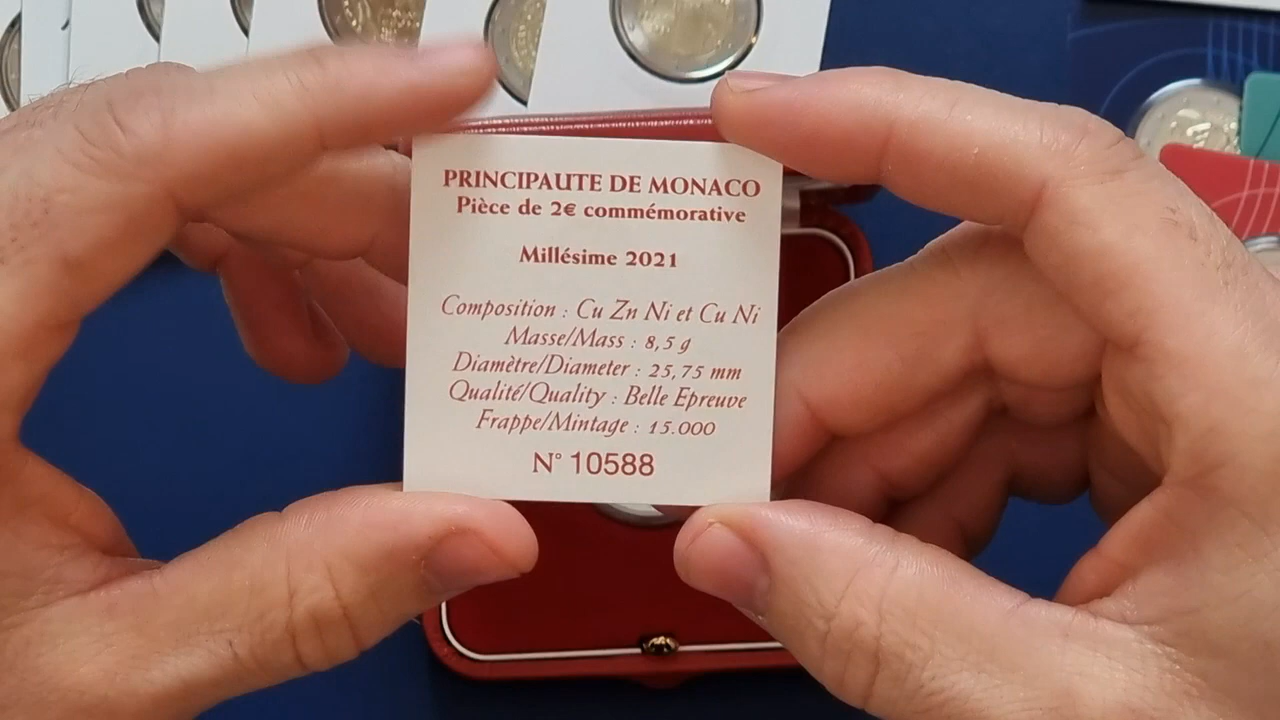 PRINCIPAUTE DE MONACO
Pièce de 2€ commémorative
Millésime 2021
Composition : Cu Zn Ni et Cu Ni
Masse/Mass : 8,5 g
Diamètre/Diameter : 25,75 mm
Qualité/Quality : Belle Epreuve
Frappe/Mintage : 15.000
N° 10588